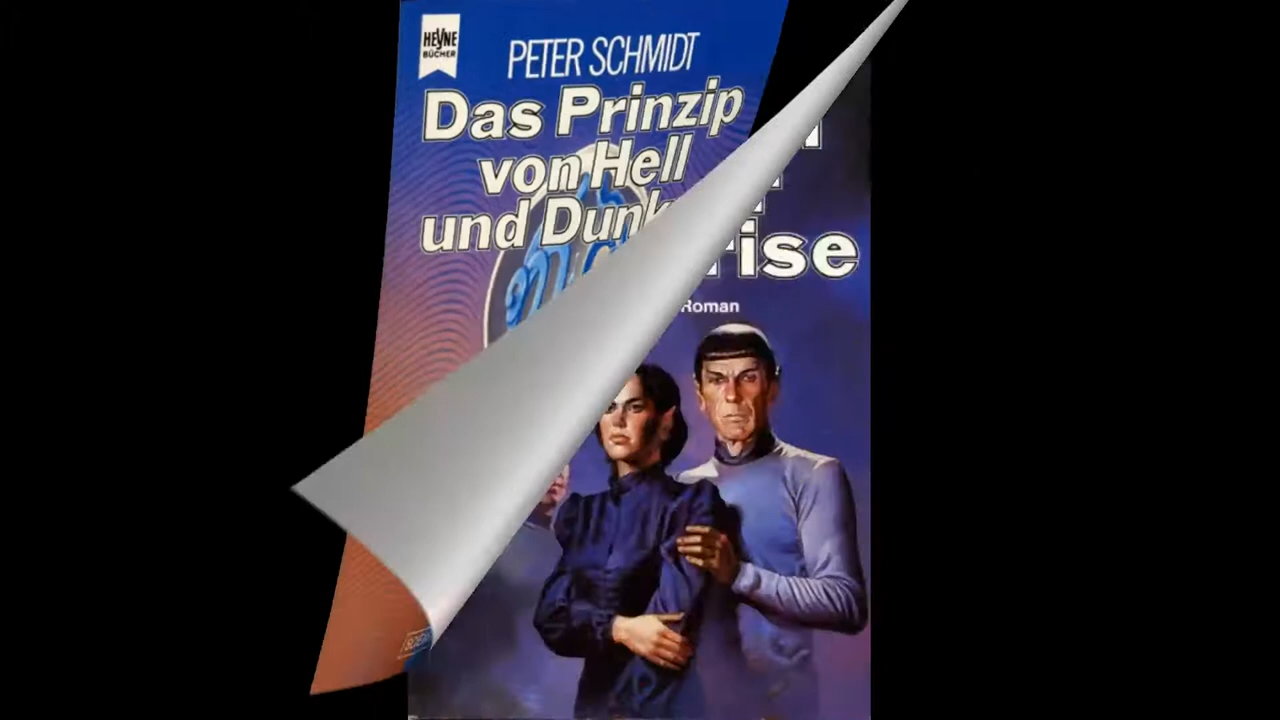 HEYNE
BÜCHER
PETER SCHMIDT
Das Prinzip
von Hell
und Dunk
rise
Roman